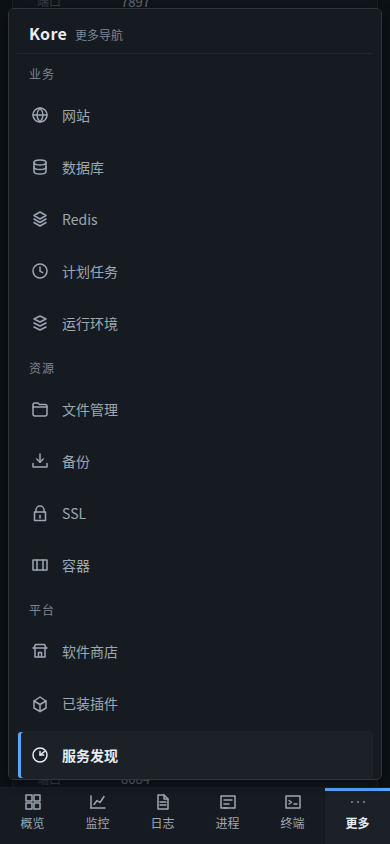 端口 7897
Kore 更多导航
业务
网站
数据库
Redis
计划任务
运行环境
资源
文件管理
备份
SSL
容器
平台
软件商店
已装插件
服务发现
概览 监控 日志 进程 终端 更多